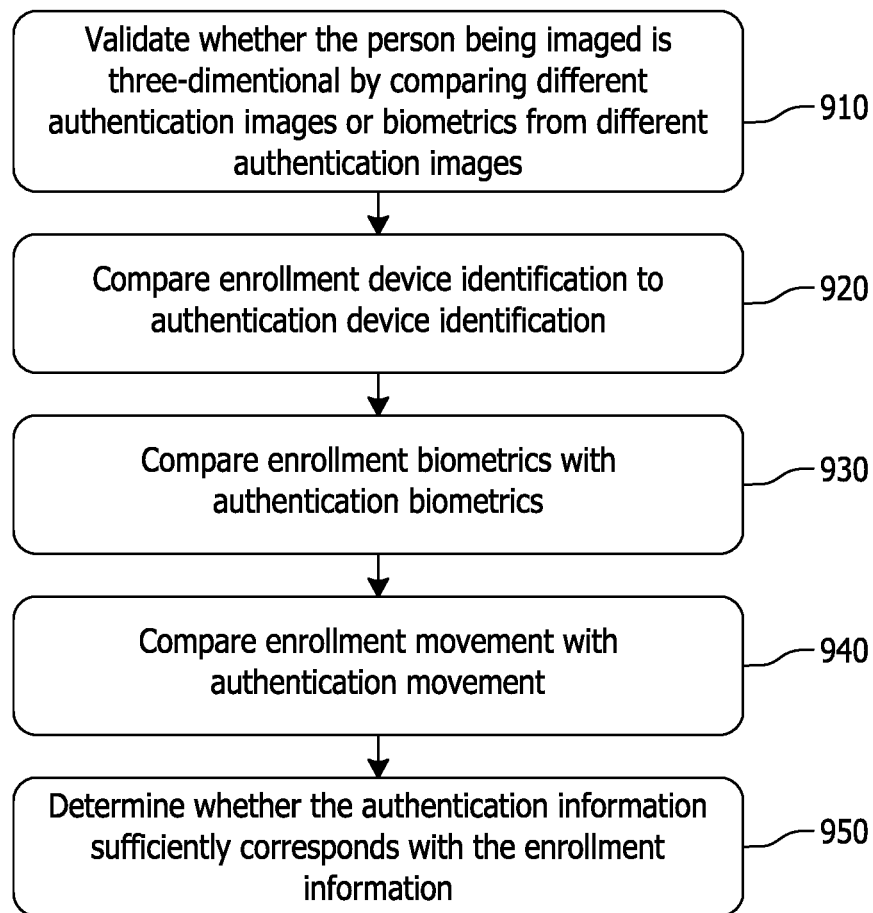 Validate whether the person being imaged is
three-dimentional by comparing different
authentication images or biometrics from different
authentication images
910
Compare enrollment device identification to
authentication device identification
920
Compare enrollment biometrics with
authentication biometrics
930
Compare enrollment movement with
authentication movement
940
Determine whether the authentication information
sufficiently corresponds with the enrollment
information
950